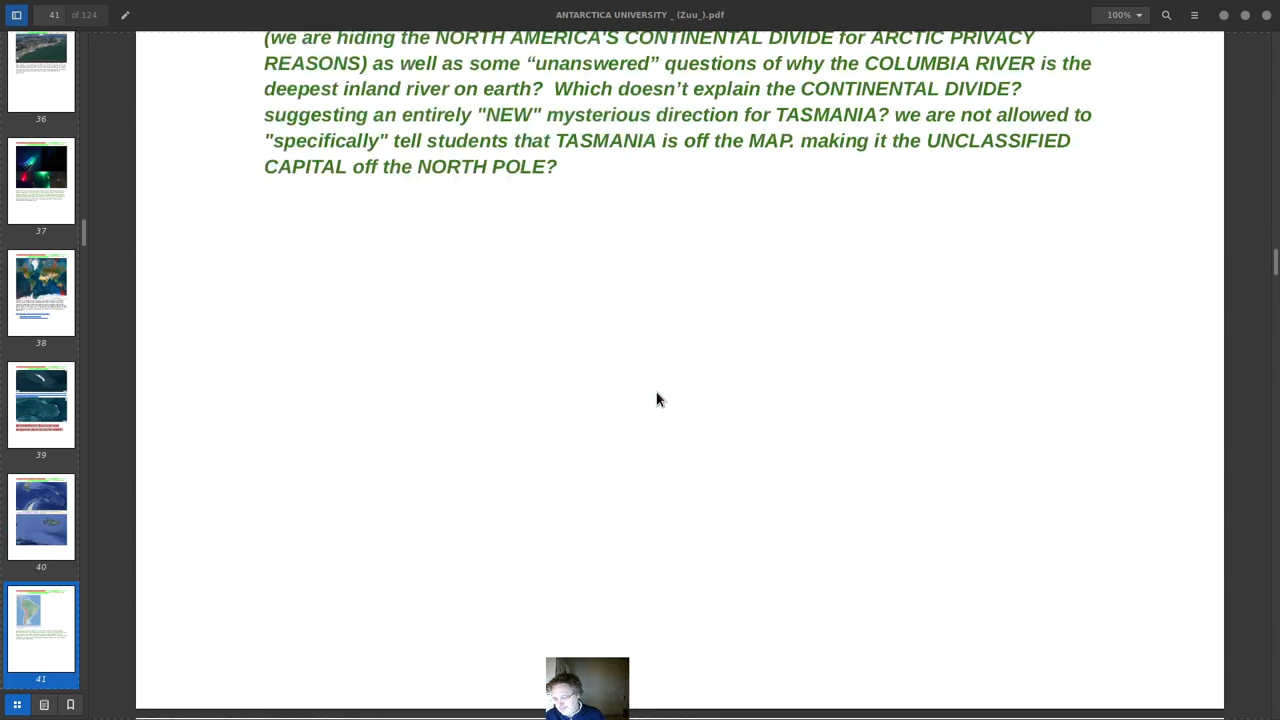 41 of 124
ANTARCTICA UNIVERSITY _ (Zuu_).pdf
100%
(we are hiding the NORTH AMERICA'S CONTINENTAL DIVIDE for ARCTIC PRIVACY
REASONS) as well as some “unanswered” questions of why the COLUMBIA RIVER is the
deepest inland river on earth?  Which doesn’t explain the CONTINENTAL DIVIDE?
suggesting an entirely "NEW" mysterious direction for TASMANIA? we are not allowed to
"specifically" tell students that TASMANIA is off the MAP. making it the UNCLASSIFIED
CAPITAL off the NORTH POLE?
36
37
38
39
40
41